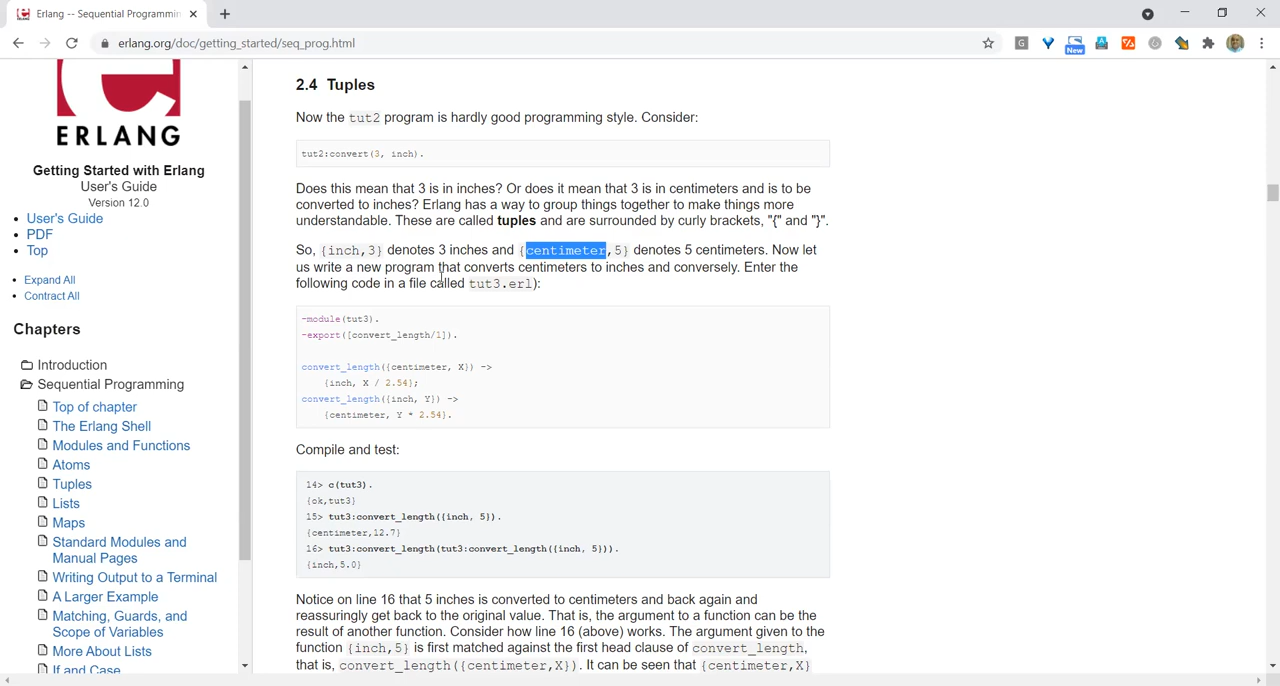 Erlang -- Sequential Programmin
erlang.org/doc/getting_started/seq_prog.html
New
ERLANG
Getting Started with Erlang
User's Guide
Version 12.0
User's Guide
PDF
Top
Expand All
Contract All
Chapters
Introduction
Sequential Programming
Top of chapter
The Erlang Shell
Modules and Functions
Atoms
Tuples
Lists
Maps
Standard Modules and
Manual Pages
Writing Output to a Terminal
A Larger Example
Matching, Guards, and
Scope of Variables
More About Lists
If and Case
2.4 Tuples
Now the tut2 program is hardly good programming style. Consider:
tut2:convert(3, inch).
Does this mean that 3 is in inches? Or does it mean that 3 is in centimeters and is to be
converted to inches? Erlang has a way to group things together to make things more
understandable. These are called tuples and are surrounded by curly brackets, "{" and "}".
So, {inch,3} denotes 3 inches and {centimeter,5} denotes 5 centimeters. Now let
us write a new program that converts centimeters to inches and conversely. Enter the
following code in a file called tut3.erl):
-module(tut3).
-export([convert_length/1]).
convert_length({centimeter, X}) ->
{inch, X / 2.54};
convert_length({inch, Y}) ->
{centimeter, Y * 2.54}.
Compile and test:
14> c(tut3).
{ok,tut3}
15> tut3:convert_length({inch, 5}).
{centimeter,12.7}
16> tut3:convert_length(tut3:convert_length({inch, 5})).
{inch,5.0}
Notice on line 16 that 5 inches is converted to centimeters and back again and
reassuringly get back to the original value. That is, the argument to a function can be the
result of another function. Consider how line 16 (above) works. The argument given to the
function {inch,5} is first matched against the first head clause of convert_length,
that is, convert_length({centimeter,X}). It can be seen that {centimeter,X}